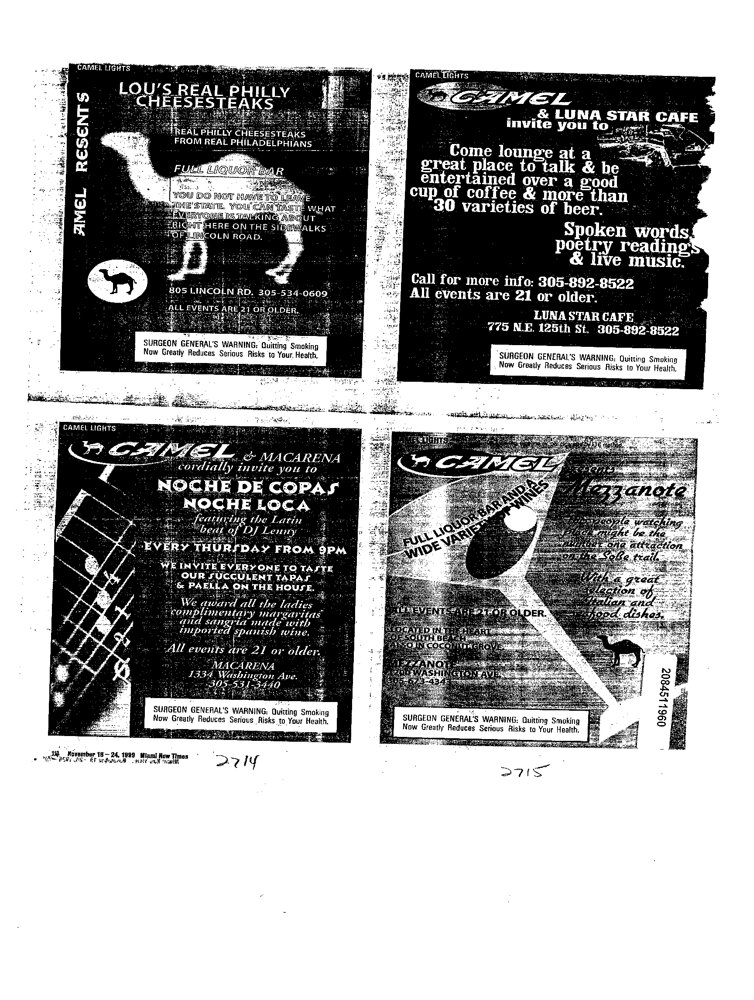 CAMEL LIGHTS
AMEL RESENTS
LOU'S REAL PHILLY
CHEESESTEAKS
REAL PHILLY CHEESESTEAKS
FROM REAL PHILADELPHIANS
FULL LIQUOR BAR
YOU DO NOT HAVE TO LEAVE
THE STATE. YOU CAN TASTE WHAT
EVERYONE IS TALKING ABOUT
RIGHT HERE ON THE SIDEWALKS
OF LINCOLN ROAD.
805 LINCOLN RD. 305-534-0609
ALL EVENTS ARE 21 OR OLDER.
SURGEON GENERAL'S WARNING: Quitting Smoking
Now Greatly Reduces Serious Risks to Your Health.
CAMEL LIGHTS
CAMEL
& LUNA STAR CAFE
invite you to
Come lounge at a
great place to talk & be
entertained over a good
cup of coffee & more than
30 varieties of beer.
Spoken words,
poetry readings
& live music.
Call for more info: 305-892-8522
All events are 21 or older.
LUNA STAR CAFE
775 N.E. 125th St. 305-892-8522
SURGEON GENERAL'S WARNING: Quitting Smoking
Now Greatly Reduces Serious Risks to Your Health.
CAMEL LIGHTS
CAMEL & MACARENA
cordially invite you to
NOCHE DE COPAS
NOCHE LOCA
featuring the Latin
beat of DJ Lenny
EVERY THURSDAY FROM 9PM
WE INVITE EVERYONE TO TASTE
OUR SUCCULENT TAPAS
& PAELLA ON THE HOUSE.
We award all the ladies
complimentary margaritas
and sangria made with
imported spanish wine.
All events are 21 or older.
MACARENA
1334 Washington Ave.
305-531-3440
SURGEON GENERAL'S WARNING: Quitting Smoking
Now Greatly Reduces Serious Risks to Your Health.
LIGHTS
CAMEL
Mezzanote
FULL LIQUOR BAR AND A
WIDE VARIETY OF WINES
people watching
might be the
number one attraction
on the SoBe trail.
With a great
selection of
Italian and
food dishes.
ALL EVENTS ARE 21 OR OLDER.
LOCATED IN THE HEART
OF SOUTH BEACH
ALSO IN COCONUT GROVE
MEZZANOTE
WASHINGTON AVE
SURGEON GENERAL'S WARNING: Quitting Smoking
Now Greatly Reduces Serious Risks to Your Health.
2084511960
November 18 - 24, 1999 Miami New Times
2714
2715